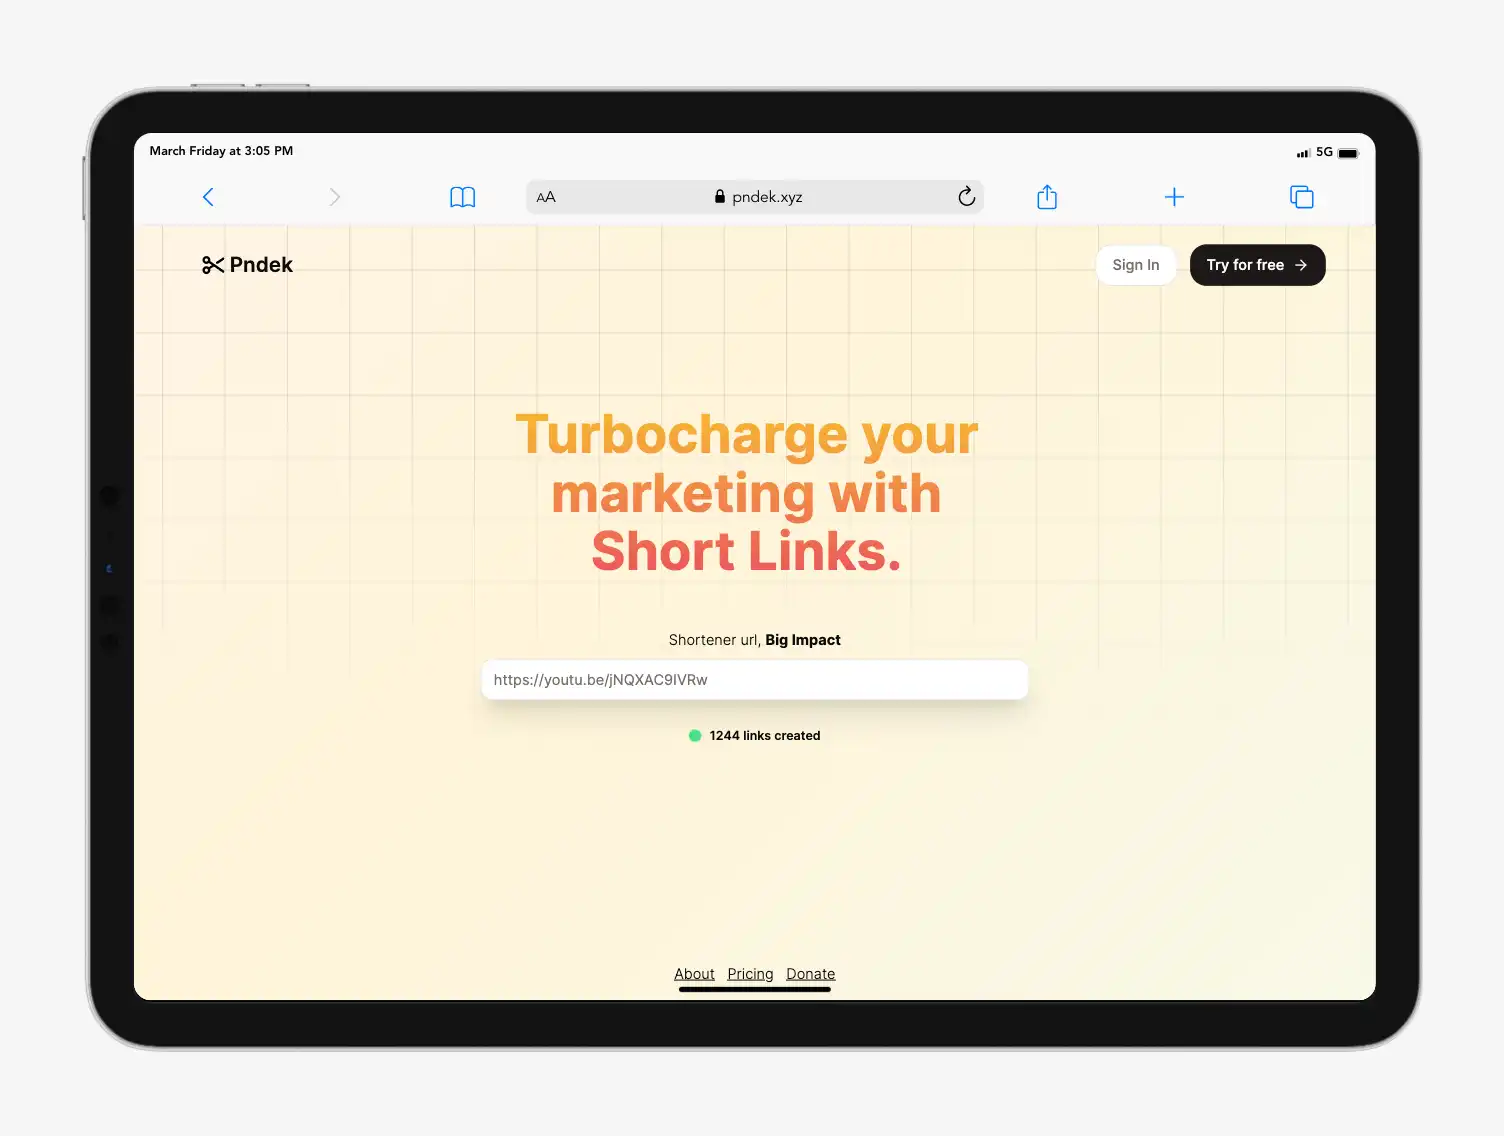 March Friday at 3:05 PM
5G
AA
pndek.xyz
Pndek
Sign In
Try for free →
Turbocharge your
marketing with
Short Links.
Shortener url, Big Impact
https://youtu.be/jNQXAC9IVRw
1244 links created
About Pricing Donate